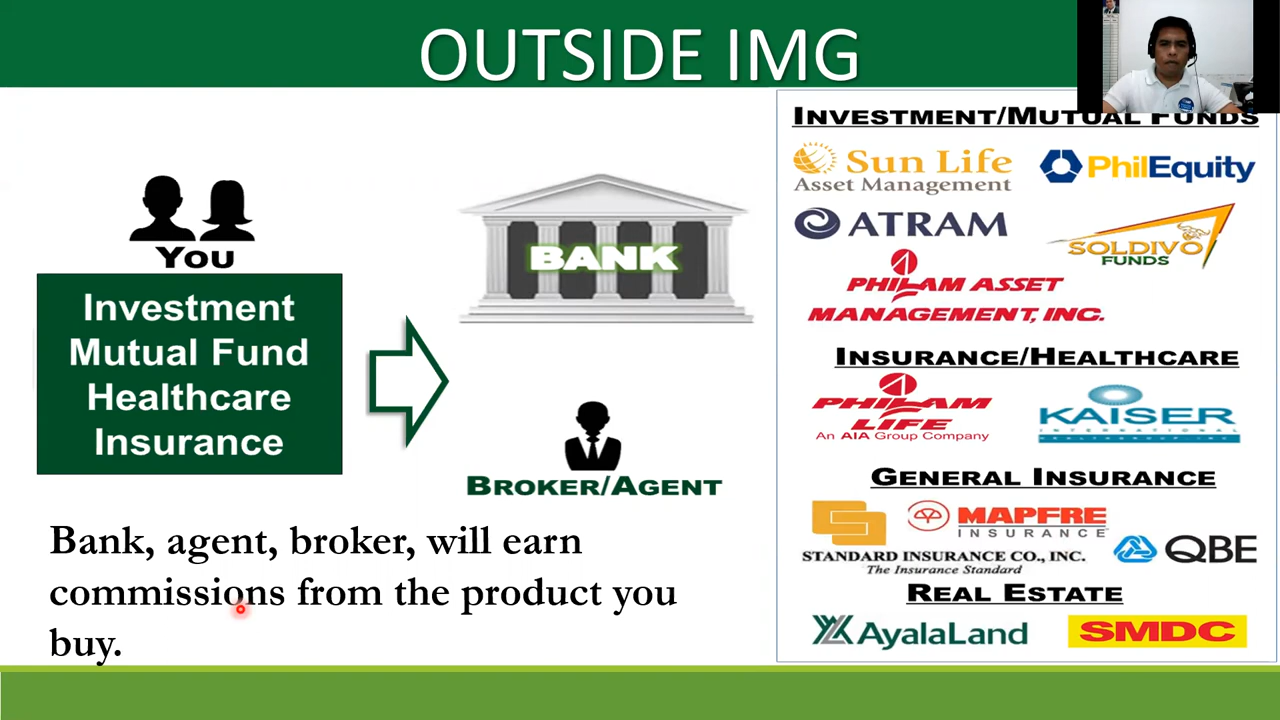 OUTSIDE IMG
You
Investment
Mutual Fund
Healthcare
Insurance
BANK
BROKER/AGENT
Bank, agent, broker, will earn
commissions from the product you
buy.
INVESTMENT/MUTUAL FUNDS
Sun Life
Asset Management
PhilEquity
ATRAM
SOLDIVO
FUNDS
PHILAM ASSET
MANAGEMENT, INC.
INSURANCE/HEALTHCARE
PHILAM
LIFE
An AIA Group Company
KAISER
INTERNATIONAL
HEALTHGROUP, INC.
GENERAL INSURANCE
STANDARD INSURANCE CO., INC.
The Insurance Standard
MAPFRE
INSURANCE
QBE
REAL ESTATE
AyalaLand
SMDC